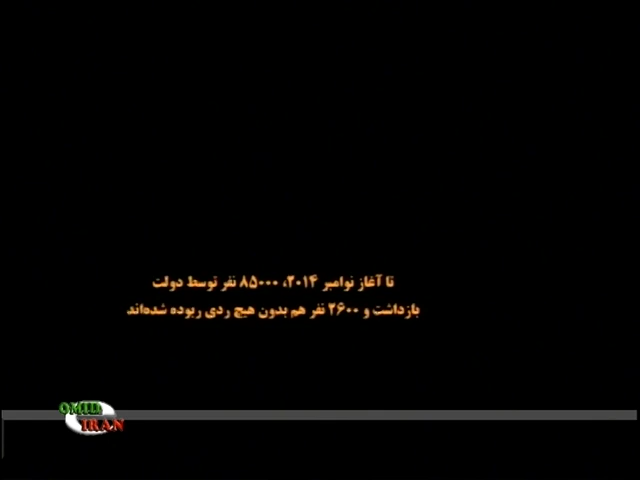 تا آغاز نوامبر ۲۰۱۴، ۸۵۰۰۰ نفر توسط دولت
بازداشت و ۲۶۰۰ نفر هم بدون هیچ ردی ربوده شده‌اند
OMID
IRAN